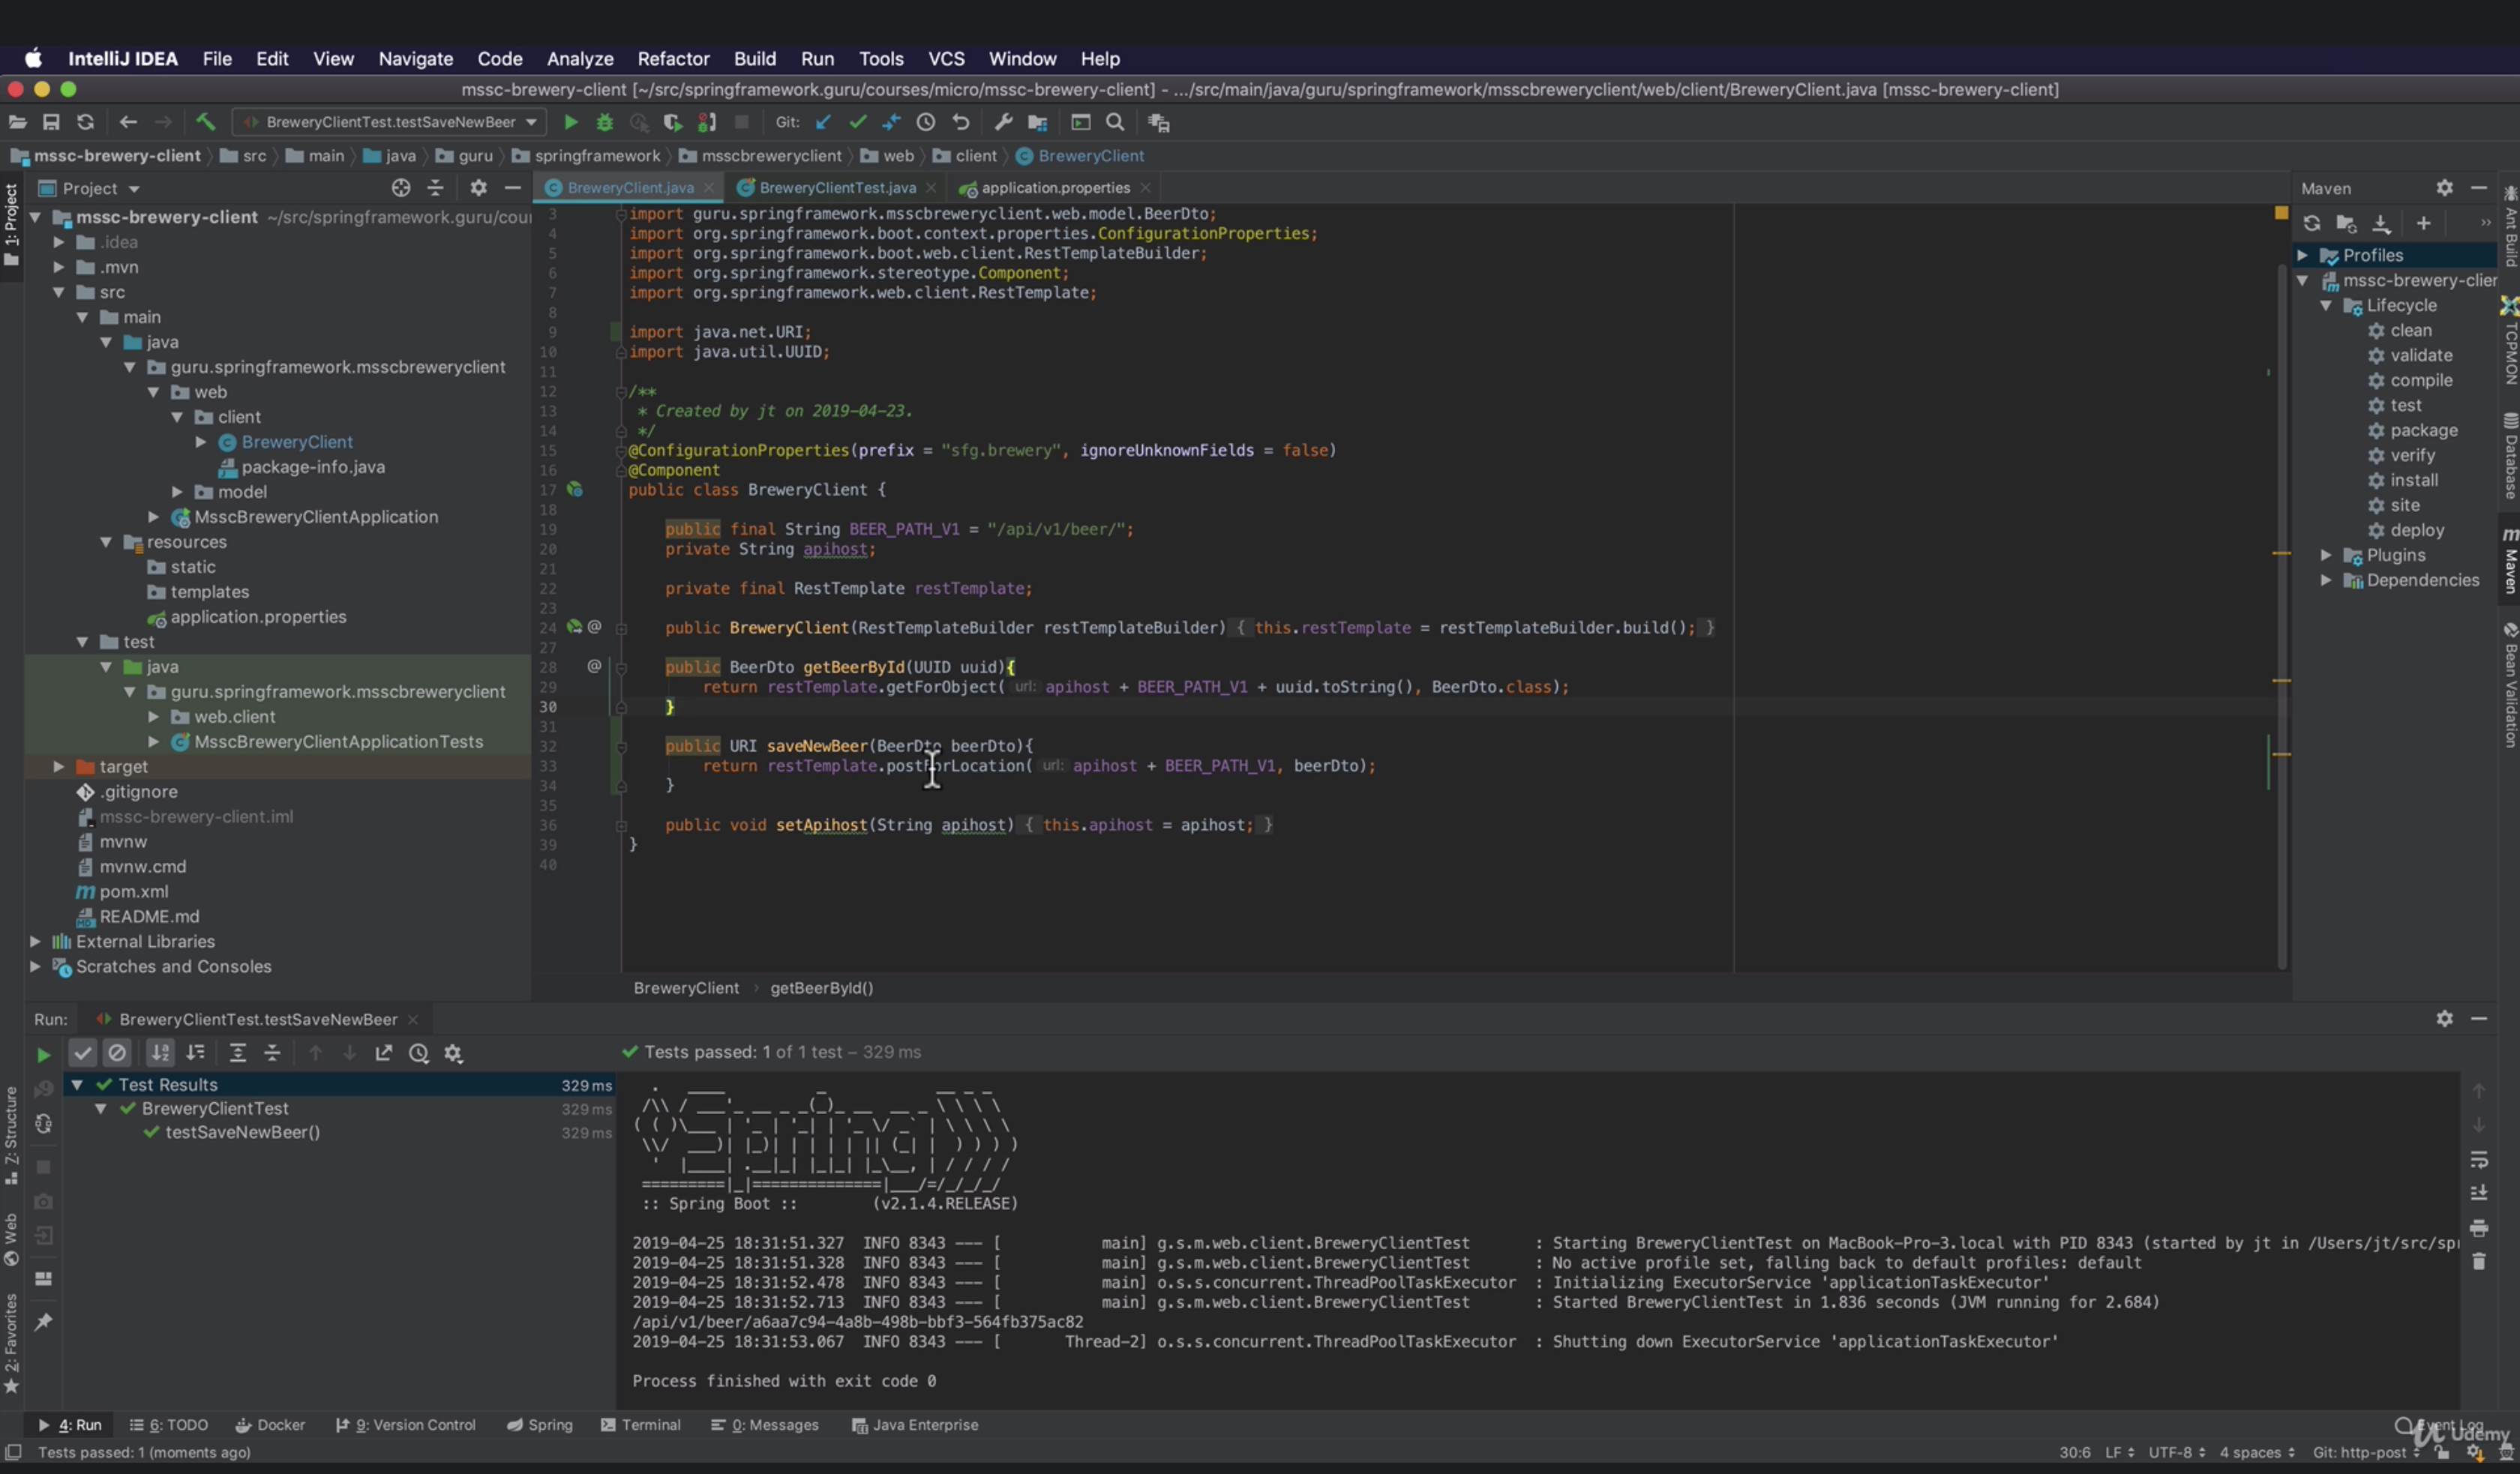 IntelliJ IDEA File Edit View Navigate Code Analyze Refactor Build Run Tools VCS Window Help
mssc-brewery-client [~/src/springframework.guru/courses/micro/mssc-brewery-client] - .../src/main/java/guru/springframework/msscbreweryclient/web/client/BreweryClient.java [mssc-brewery-client]
BreweryClientTest.testSaveNewBeer Git:
mssc-brewery-client src main java guru springframework msscbreweryclient web client BreweryClient
1: Project
Project
mssc-brewery-client ~/src/springframework.guru/cour
.idea
.mvn
src
main
java
guru.springframework.msscbreweryclient
web
client
BreweryClient
package-info.java
model
MsscBreweryClientApplication
resources
static
templates
application.properties
test
java
guru.springframework.msscbreweryclient
web.client
MsscBreweryClientApplicationTests
target
.gitignore
mssc-brewery-client.iml
mvnw
mvnw.cmd
pom.xml
README.md
External Libraries
Scratches and Consoles
BreweryClient.java BreweryClientTest.java application.properties
3 import guru.springframework.msscbreweryclient.web.model.BeerDto;
4 import org.springframework.boot.context.properties.ConfigurationProperties;
5 import org.springframework.boot.web.client.RestTemplateBuilder;
6 import org.springframework.stereotype.Component;
7 import org.springframework.web.client.RestTemplate;
8
9 import java.net.URI;
10 import java.util.UUID;
11
12 /**
13 * Created by jt on 2019-04-23.
14 */
15 @ConfigurationProperties(prefix = "sfg.brewery", ignoreUnknownFields = false)
16 @Component
17 public class BreweryClient {
18
19 public final String BEER_PATH_V1 = "/api/v1/beer/";
20 private String apihost;
21
22 private final RestTemplate restTemplate;
23
24 @ public BreweryClient(RestTemplateBuilder restTemplateBuilder) { this.restTemplate = restTemplateBuilder.build(); }
27
28 @ public BeerDto getBeerById(UUID uuid){
29 return restTemplate.getForObject( url: apihost + BEER_PATH_V1 + uuid.toString(), BeerDto.class);
30 }
31
32 public URI saveNewBeer(BeerDto beerDto){
33 return restTemplate.postForLocation( url: apihost + BEER_PATH_V1, beerDto);
34 }
35
36 public void setApihost(String apihost) { this.apihost = apihost; }
39 }
40
BreweryClient › getBeerById()
Maven
Profiles
mssc-brewery-clier
Lifecycle
clean
validate
compile
test
package
verify
install
site
deploy
Plugins
Dependencies
Ant Build
TCPMON
Database
Maven
Bean Validation
Run: BreweryClientTest.testSaveNewBeer
Tests passed: 1 of 1 test – 329 ms
Test Results 329 ms
BreweryClientTest 329 ms
testSaveNewBeer() 329 ms
Spring
:: Spring Boot :: (v2.1.4.RELEASE)
2019-04-25 18:31:51.327 INFO 8343 --- [ main] g.s.m.web.client.BreweryClientTest : Starting BreweryClientTest on MacBook-Pro-3.local with PID 8343 (started by jt in /Users/jt/src/spr
2019-04-25 18:31:51.328 INFO 8343 --- [ main] g.s.m.web.client.BreweryClientTest : No active profile set, falling back to default profiles: default
2019-04-25 18:31:52.478 INFO 8343 --- [ main] o.s.s.concurrent.ThreadPoolTaskExecutor : Initializing ExecutorService 'applicationTaskExecutor'
2019-04-25 18:31:52.713 INFO 8343 --- [ main] g.s.m.web.client.BreweryClientTest : Started BreweryClientTest in 1.836 seconds (JVM running for 2.684)
/api/v1/beer/a6aa7c94-4a8b-498b-bbf3-564fb375ac82
2019-04-25 18:31:53.067 INFO 8343 --- [ Thread-2] o.s.s.concurrent.ThreadPoolTaskExecutor : Shutting down ExecutorService 'applicationTaskExecutor'
Process finished with exit code 0
Z: Structure
Web
2: Favorites
4: Run 6: TODO Docker 9: Version Control Spring Terminal 0: Messages Java Enterprise Event Log
Tests passed: 1 (moments ago) 30:6 LF UTF-8 4 spaces Git: http-post
Udemy